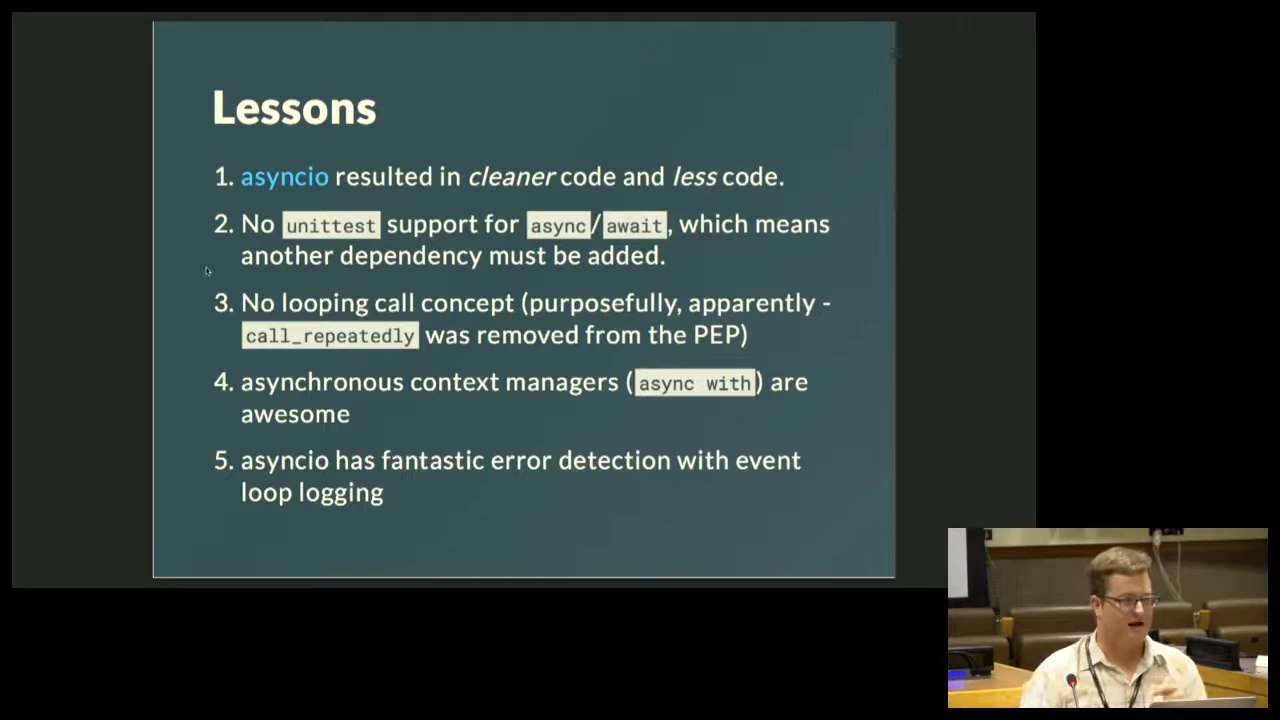 Lessons
1. asyncio resulted in cleaner code and less code.
2. No unittest support for async/await, which means
another dependency must be added.
3. No looping call concept (purposefully, apparently -
call_repeatedly was removed from the PEP)
4. asynchronous context managers (async with) are
awesome
5. asyncio has fantastic error detection with event
loop logging